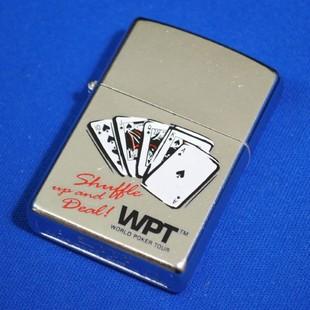 Shuffle
up and
Deal!
WPT™
WORLD POKER TOUR